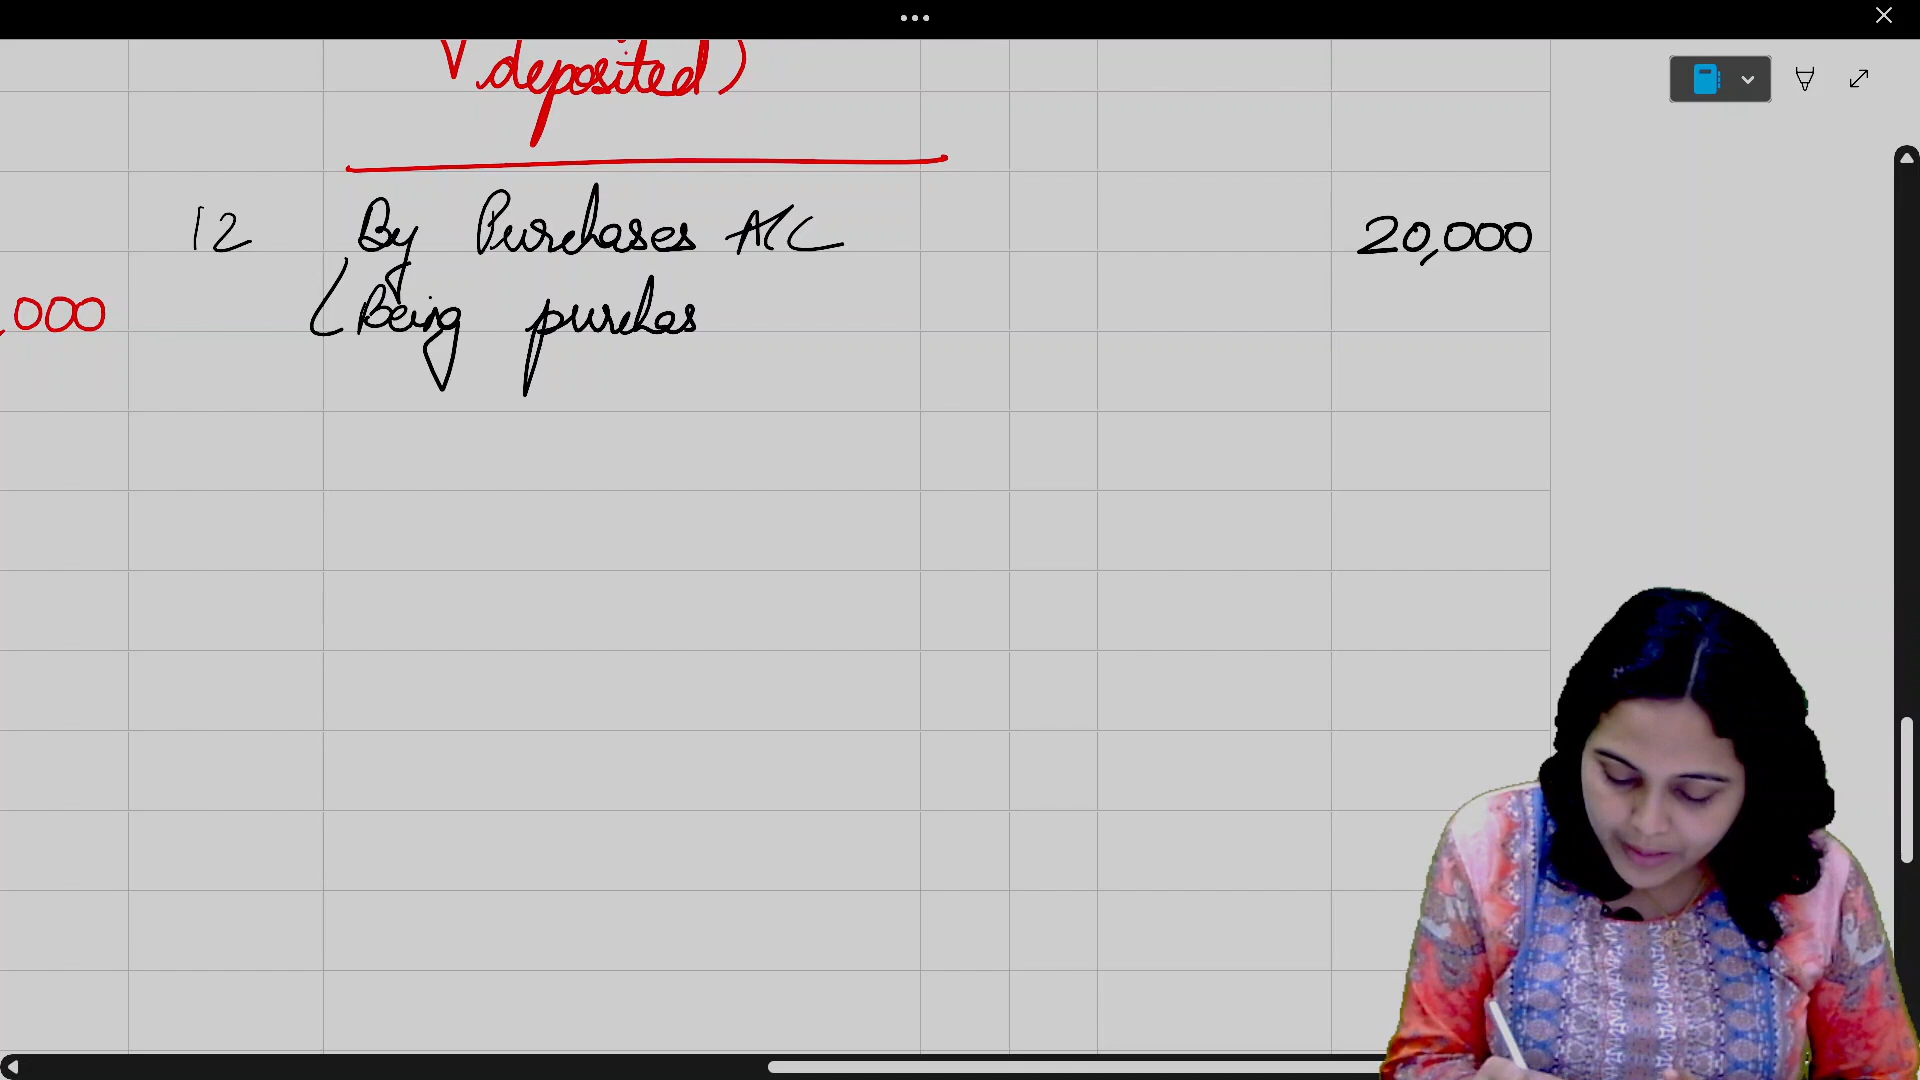 deposited)
12 By Purchases A/C 20,000
,000 (Being purchas